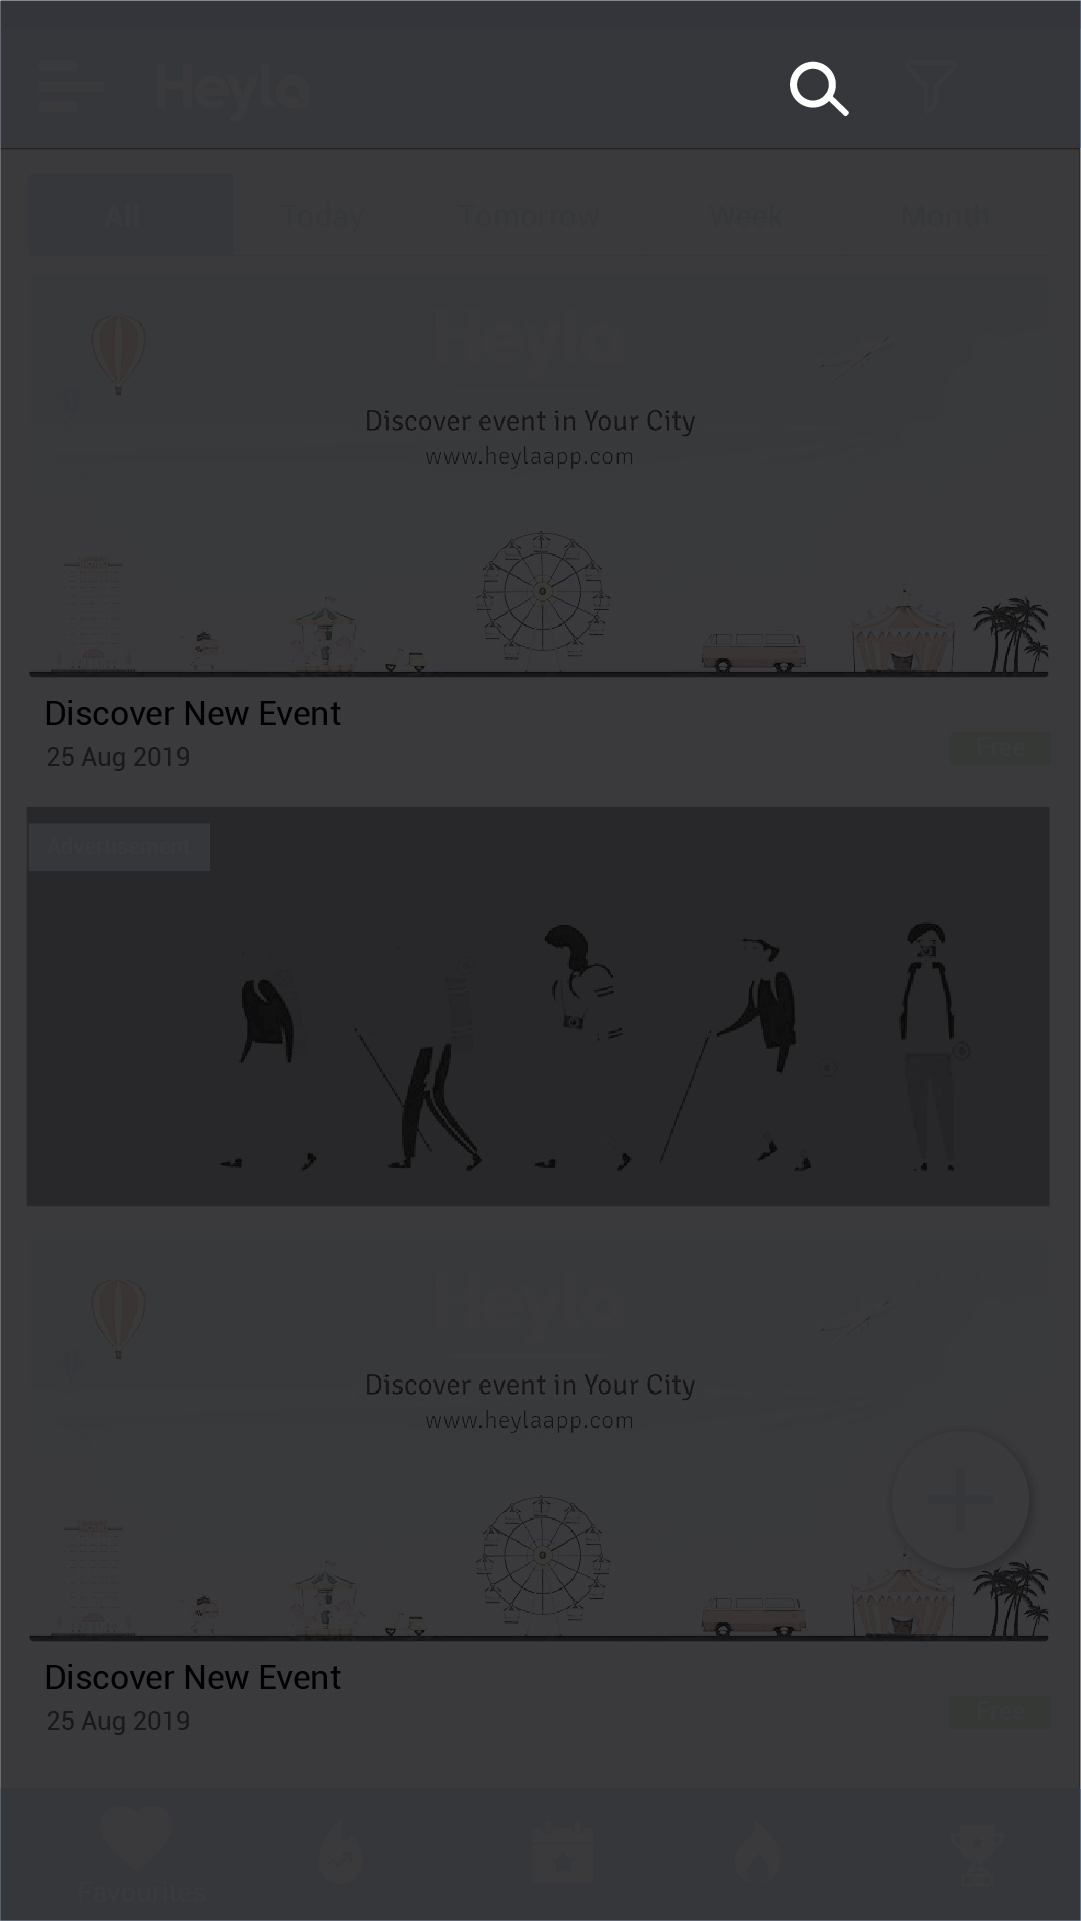 Heyla
All Today Tomorrow Week Month
Heyla
Discover event in Your City
www.heylaapp.com
Discover New Event
25 Aug 2019
Free
Advertisement
Heyla
Discover event in Your City
www.heylaapp.com
Discover New Event
25 Aug 2019
Free
Favourites